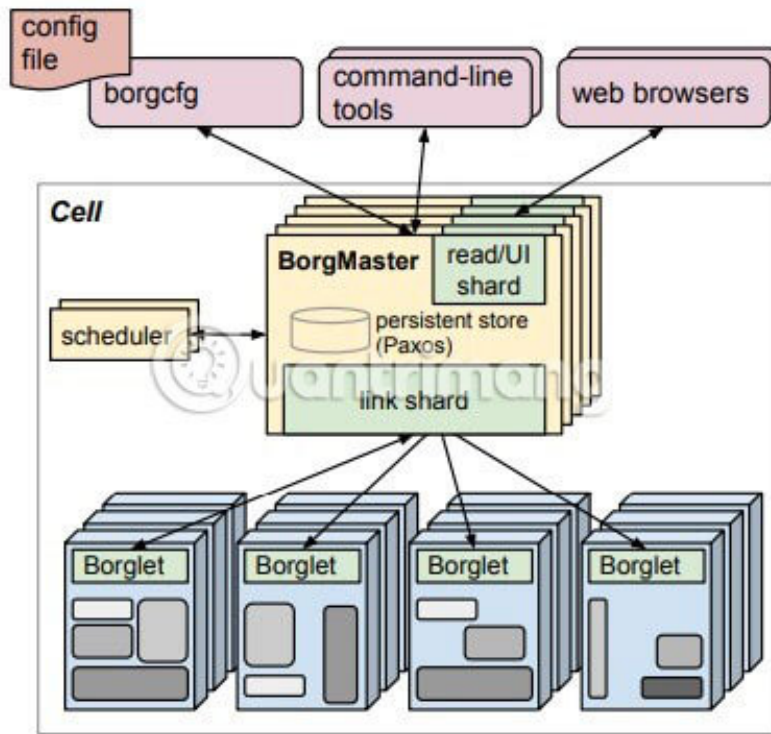 config
file
borgcfg
command-line
tools
web browsers
Cell
BorgMaster
read/UI
shard
scheduler
persistent store
(Paxos)
uantrimang
link shard
Borglet
Borglet
Borglet
Borglet